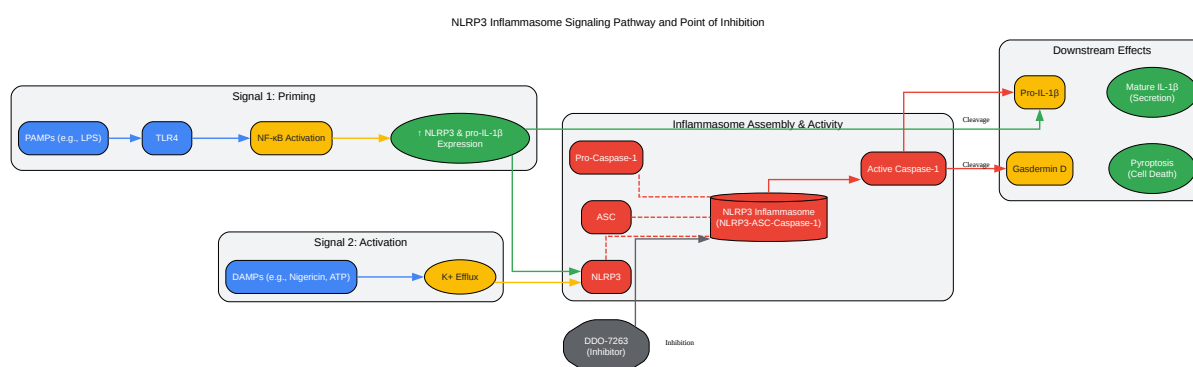 NLRP3 Inflammasome Signaling Pathway and Point of Inhibition
Signal 1: Priming
PAMPs (e.g., LPS)
TLR4
NF-κB Activation
↑ NLRP3 & pro-IL-1β
Expression
Signal 2: Activation
DAMPs (e.g., Nigericin, ATP)
K+ Efflux
Inflammasome Assembly & Activity
Pro-Caspase-1
ASC
NLRP3
NLRP3 Inflammasome
(NLRP3-ASC-Caspase-1)
Active Caspase-1
DDO-7263
(Inhibitor)
Inhibition
Cleavage
Cleavage
Downstream Effects
Pro-IL-1β
Mature IL-1β
(Secretion)
Gasdermin D
Pyroptosis
(Cell Death)